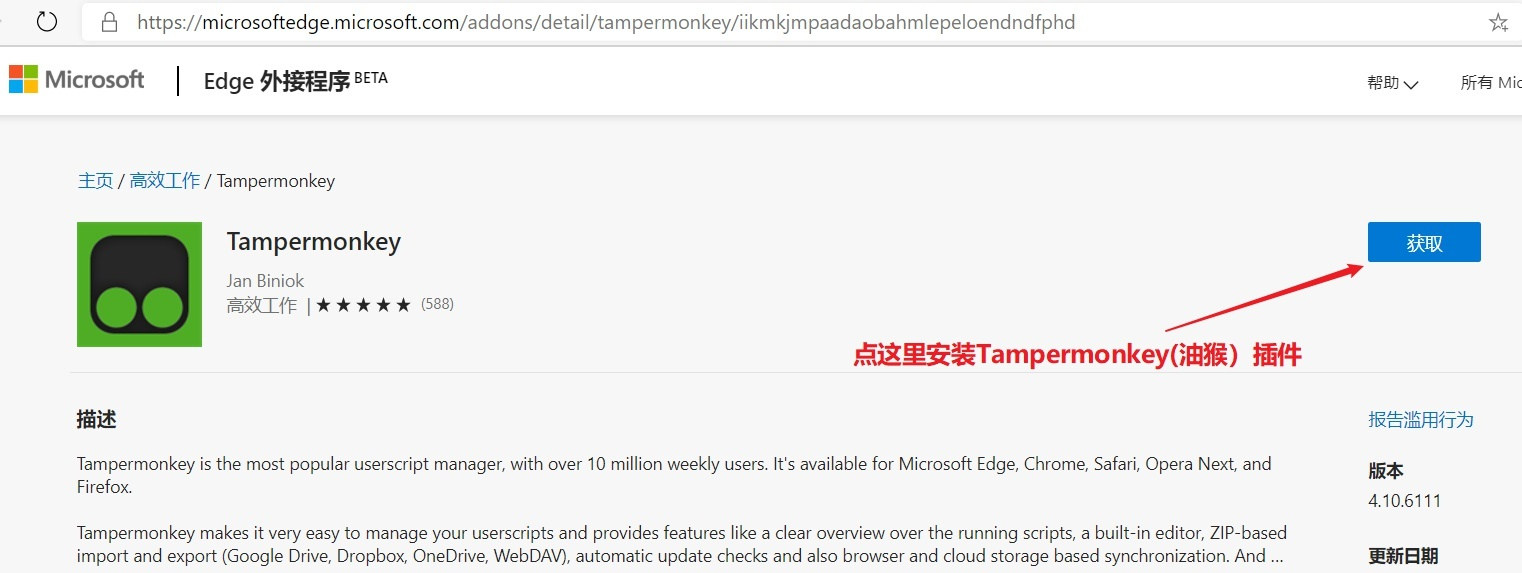 https://microsoftedge.microsoft.com/addons/detail/tampermonkey/iikmkjmpaadaobahmlepeloendndfphd
Microsoft | Edge 外接程序 BETA 帮助 所有 Mic
主页 / 高效工作 / Tampermonkey
Tampermonkey
获取
Jan Biniok
高效工作 | ★★★★★ (588)
点这里安装Tampermonkey(油猴）插件
描述
报告滥用行为
Tampermonkey is the most popular userscript manager, with over 10 million weekly users. It's available for Microsoft Edge, Chrome, Safari, Opera Next, and
Firefox.
版本
4.10.6111
Tampermonkey makes it very easy to manage your userscripts and provides features like a clear overview over the running scripts, a built-in editor, ZIP-based
import and export (Google Drive, Dropbox, OneDrive, WebDAV), automatic update checks and also browser and cloud storage based synchronization. And ...
更新日期